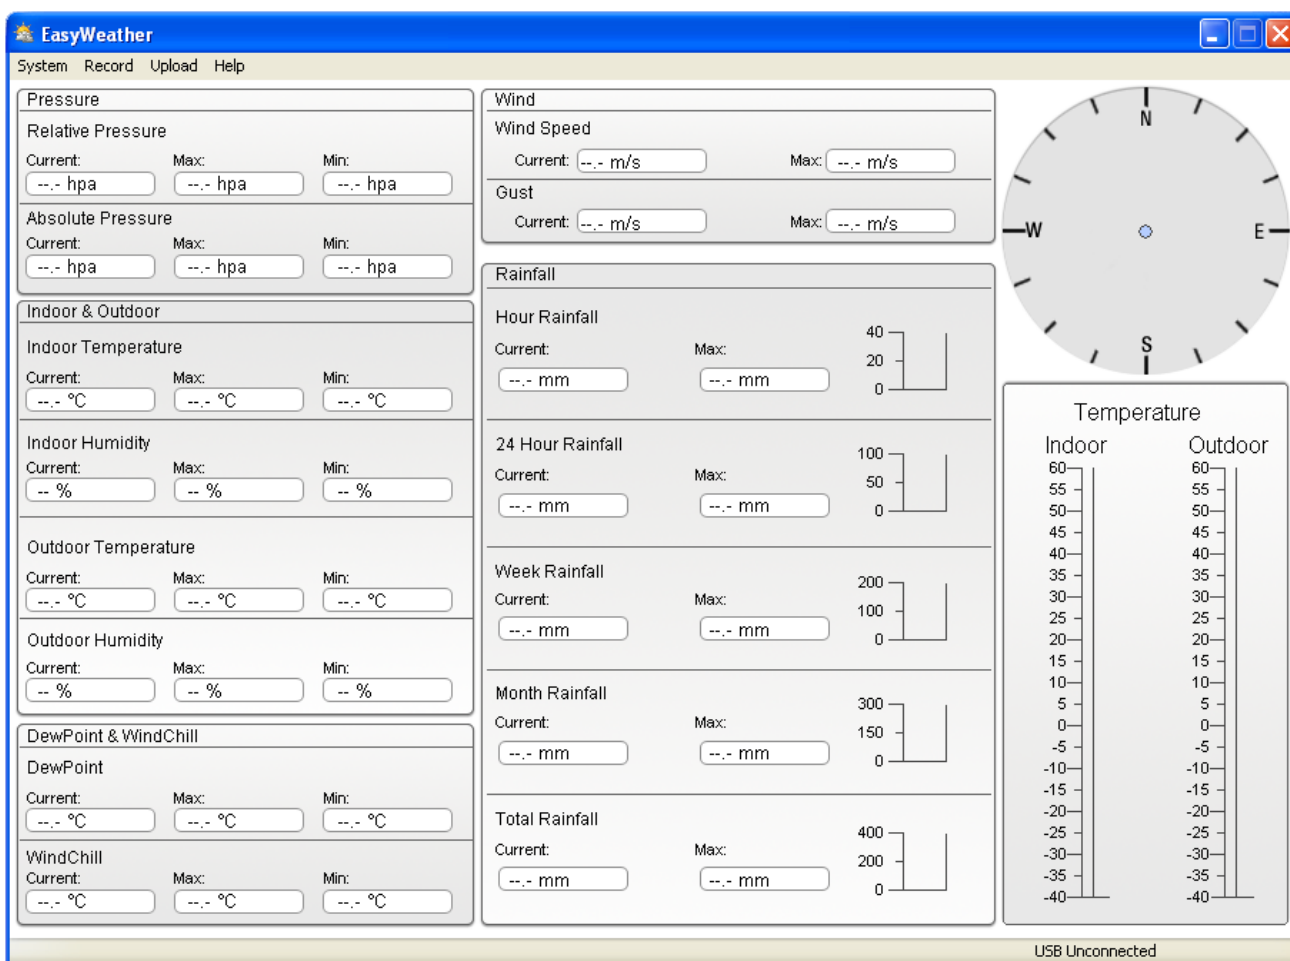 EasyWeather
System Record Upload Help
Pressure
Relative Pressure
Current: Max: Min:
--.- hpa --.- hpa --.- hpa
Absolute Pressure
Current: Max: Min:
--.- hpa --.- hpa --.- hpa
Indoor & Outdoor
Indoor Temperature
Current: Max: Min:
--.- °C --.- °C --.- °C
Indoor Humidity
Current: Max: Min:
-- % -- % -- %
Outdoor Temperature
Current: Max: Min:
--.- °C --.- °C --.- °C
Outdoor Humidity
Current: Max: Min:
-- % -- % -- %
DewPoint & WindChill
DewPoint
Current: Max: Min:
--.- °C --.- °C --.- °C
WindChill
Current: Max: Min:
--.- °C --.- °C --.- °C
Wind
Wind Speed
Current: --.- m/s Max: --.- m/s
Gust
Current: --.- m/s Max: --.- m/s
Rainfall
Hour Rainfall
Current: Max:
--.- mm --.- mm
40
20
0
24 Hour Rainfall
Current: Max:
--.- mm --.- mm
100
50
0
Week Rainfall
Current: Max:
--.- mm --.- mm
200
100
0
Month Rainfall
Current: Max:
--.- mm --.- mm
300
150
0
Total Rainfall
Current: Max:
--.- mm --.- mm
400
200
0
N
W E
S
Temperature
Indoor Outdoor
60 60
55 55
50 50
45 45
40 40
35 35
30 30
25 25
20 20
15 15
10 10
5 5
0 0
-5 -5
-10 -10
-15 -15
-20 -20
-25 -25
-30 -30
-35 -35
-40 -40
USB Unconnected